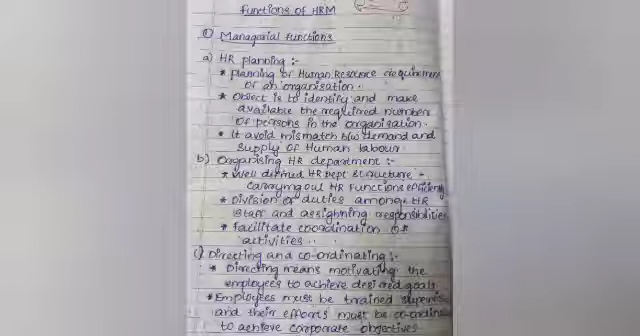 Functions of HRM
① Managerial functions
a) HR planning :-
* planning of Human Resource requirement
of an organisation.
* Object is to identify and make
available the required numbers
of persons in the organisation.
* It avoid mismatch b/w demand and
supply of Human labour.
b) Organising HR department :-
* Well defined HR Dept structure -
carrying out HR functions efficiently
* Division of duties among HR
staff and assighning responsibilities
* facilitate coordination of
activities..
c) Directing and co-ordinating :-
* Directing means motivating the
employees to achieve desired goals
* Employees must be trained
and their efforts must be
to achieve corporate objectives